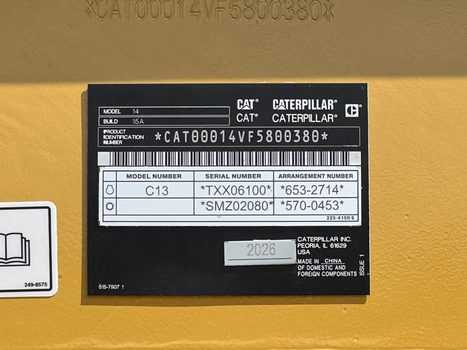 *CAT00014VF5800380*
MODEL 14
BUILD 15A
CAT® CATERPILLAR®
CAT® CATERPILLAR®
PRODUCT IDENTIFICATION NUMBER *CAT00014VF5800380*
MODEL NUMBER SERIAL NUMBER ARRANGEMENT NUMBER
C13 *TXX06100* *653-2714*
*SMZ02080* *570-0453*
225-4150 6
2026
CATERPILLAR INC.
PEORIA, IL 61629
USA
MADE IN CHINA
OF DOMESTIC AND
FOREIGN COMPONENTS
ISSUE 1
249-8575
515-7907 1